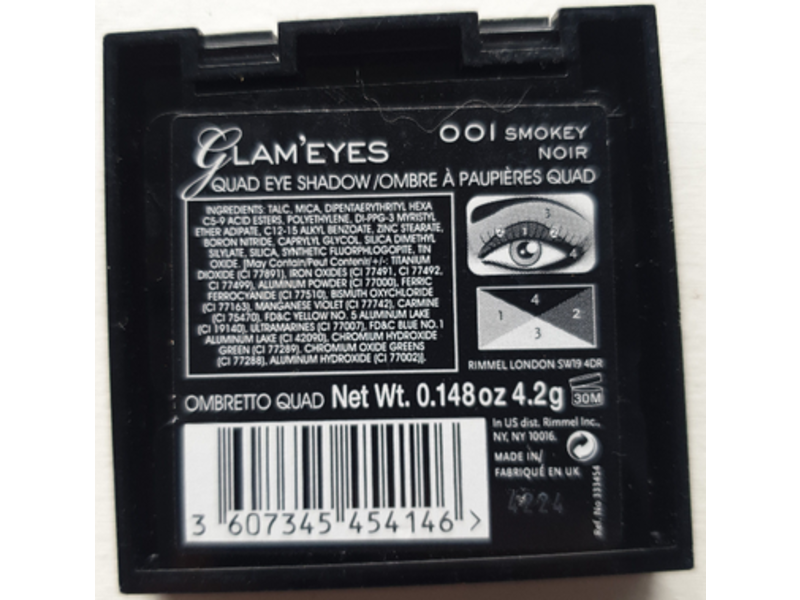 GLAM'EYES
001 SMOKEY
NOIR
QUAD EYE SHADOW/OMBRE À PAUPIÈRES QUAD
INGREDIENTS: TALC, MICA, DIPENTAERYTHRITYL HEXA
C5-9 ACID ESTERS, POLYETHYLENE, DI-PPG-3 MYRISTYL
ETHER ADIPATE, C12-15 ALKYL BENZOATE, ZINC STEARATE,
BORON NITRIDE, CAPRYLYL GLYCOL, SILICA DIMETHYL
SILYLATE, SILICA, SYNTHETIC FLUORPHLOGOPITE, TIN
OXIDE. [May Contain/Peut Contenir/+/-: TITANIUM
DIOXIDE (CI 77891), IRON OXIDES (CI 77491, CI 77492,
CI 77499), ALUMINUM POWDER (CI 77000), FERRIC
FERROCYANIDE (CI 77510), BISMUTH OXYCHLORIDE
(CI 77163), MANGANESE VIOLET (CI 77742), CARMINE
(CI 75470), FD&C YELLOW NO. 5 ALUMINUM LAKE
(CI 19140), ULTRAMARINES (CI 77007), FD&C BLUE NO.1
ALUMINUM LAKE (CI 42090), CHROMIUM HYDROXIDE
GREEN (CI 77289), CHROMIUM OXIDE GREENS
(CI 77288), ALUMINUM HYDROXIDE (CI 77002)].
3
2 1 2
4
4
1 2
3
RIMMEL LONDON SW19 4DR
OMBRETTO QUAD Net Wt. 0.148oz 4.2g 30M
In US dist. Rimmel Inc.,
NY, NY 10016.
MADE IN/
FABRIQUÉ EN UK
4224
Ref. No 333454
3 607345 454146 >